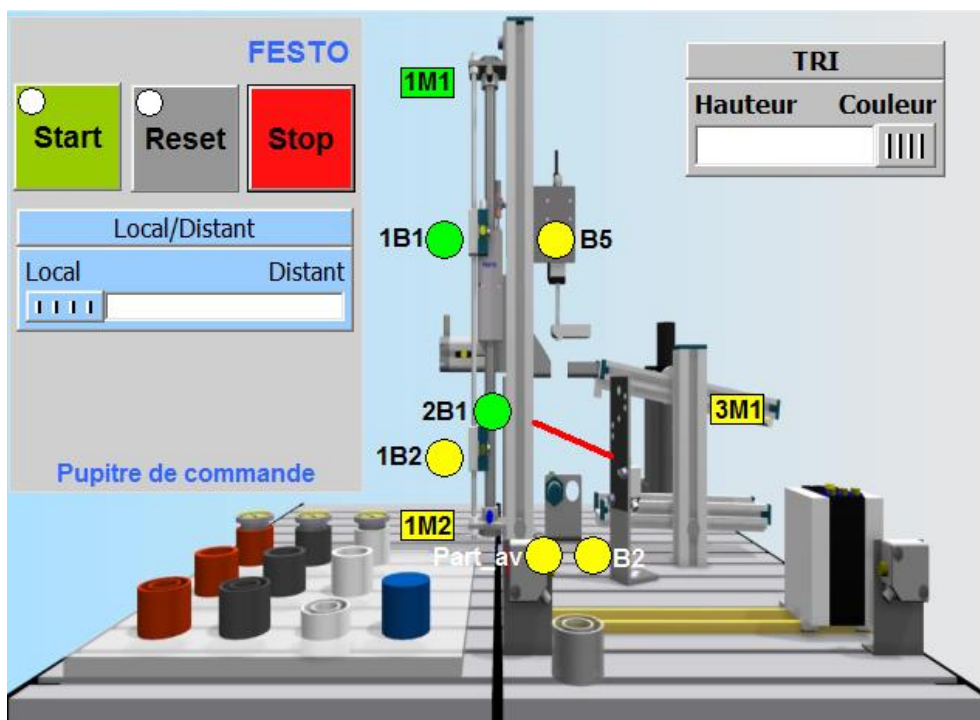 FESTO
Start
Reset
Stop
Local/Distant
Local Distant
Pupitre de commande
1M1
1B1
B5
2B1
1B2
1M2
Part_av
B2
3M1
TRI
Hauteur Couleur